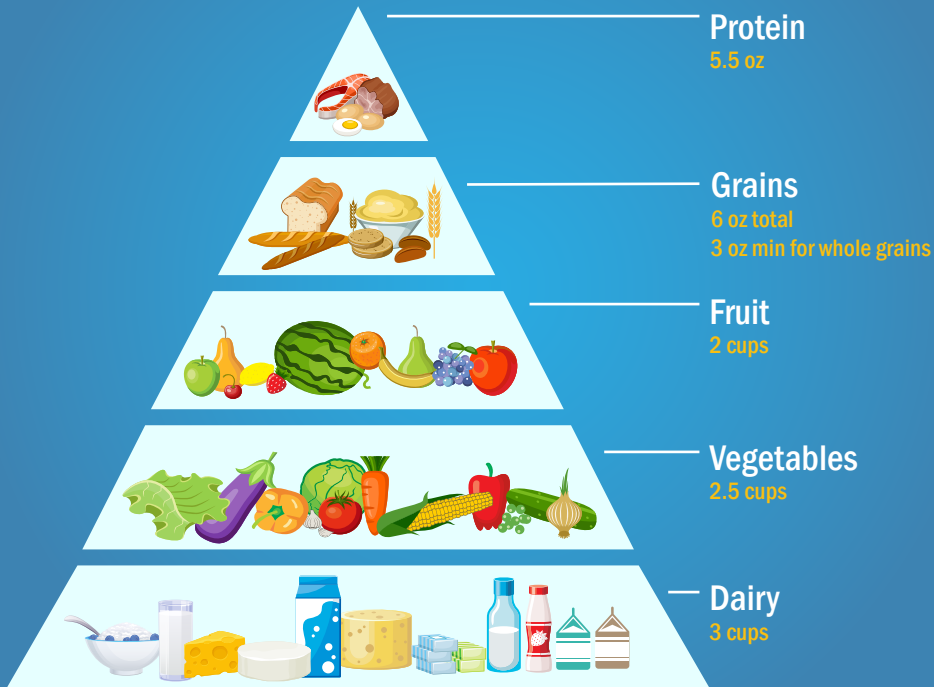 Protein
5.5 oz
Grains
6 oz total
3 oz min for whole grains
Fruit
2 cups
Vegetables
2.5 cups
Dairy
3 cups